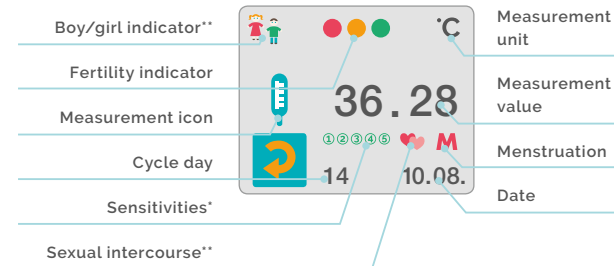 Boy/girl indicator**
Fertility indicator
Measurement icon
Cycle day
Sensitivities*
Sexual intercourse**
°C
36.28
①②③④⑤ M
14 10.08.
Measurement
unit
Measurement
value
Menstruation
Date